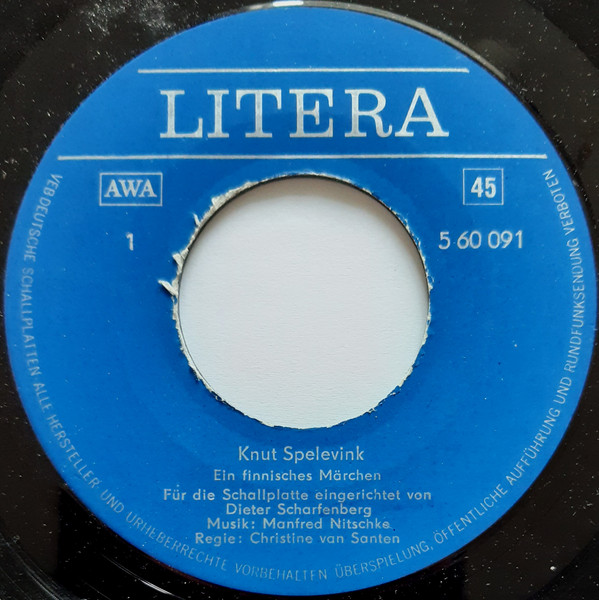 LITERA
AWA
45
1
5 60 091
Knut Spelevink
Ein finnisches Märchen
Für die Schallplatte eingerichtet von
Dieter Scharfenberg
Musik: Manfred Nitschke
Regie: Christine van Santen
VEB DEUTSCHE SCHALLPLATTEN ALLE HERSTELLER UND URHEBERRECHTE VORBEHALTEN ÜBERSPIELUNG, ÖFFENTLICHE AUFFÜHRUNG UND RUNDFUNKSENDUNG VERBOTEN